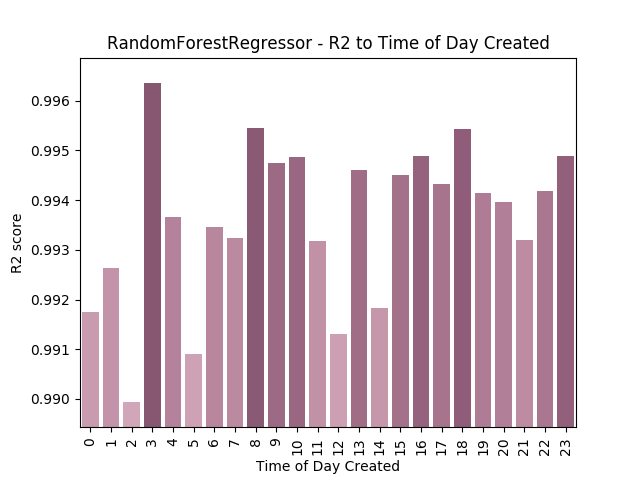 RandomForestRegressor - R2 to Time of Day Created
R2 score
0.996
0.995
0.994
0.993
0.992
0.991
0.990
0 1 2 3 4 5 6 7 8 9 10 11 12 13 14 15 16 17 18 19 20 21 22 23
Time of Day Created